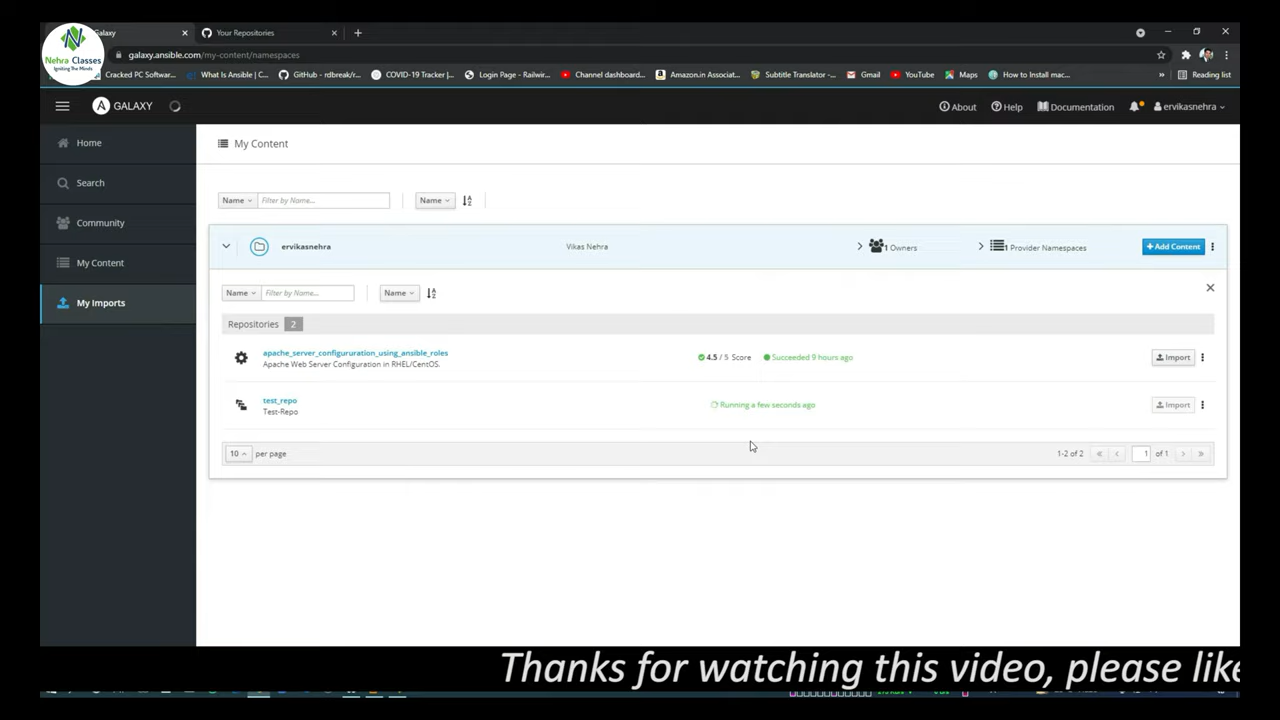 Galaxy
Your Repositories
Nehra Classes
Igniting The Minds
galaxy.ansible.com/my-content/namespaces
Cracked PC Softwar...
What Is Ansible | C...
GitHub - rdbreak/r...
COVID-19 Tracker |...
Login Page - Railwir...
Channel dashboard...
Amazon.in Associat...
Subtitle Translator -...
Gmail
YouTube
Maps
How to Install mac...
»
Reading list
A GALAXY
About
Help
Documentation
ervikasnehra
Home
Search
Community
My Content
My Imports
My Content
Name
Filter by Name...
Name
ervikasnehra
Vikas Nehra
1 Owners
1 Provider Namespaces
+ Add Content
Name
Filter by Name...
Name
Repositories 2
apache_server_configururation_using_ansible_roles
Apache Web Server Configuration in RHEL/CentOS.
4.5 / 5 Score
Succeeded 9 hours ago
Import
test_repo
Test-Repo
Running a few seconds ago
Import
10 per page
1-2 of 2
1 of 1
Thanks for watching this video, please like